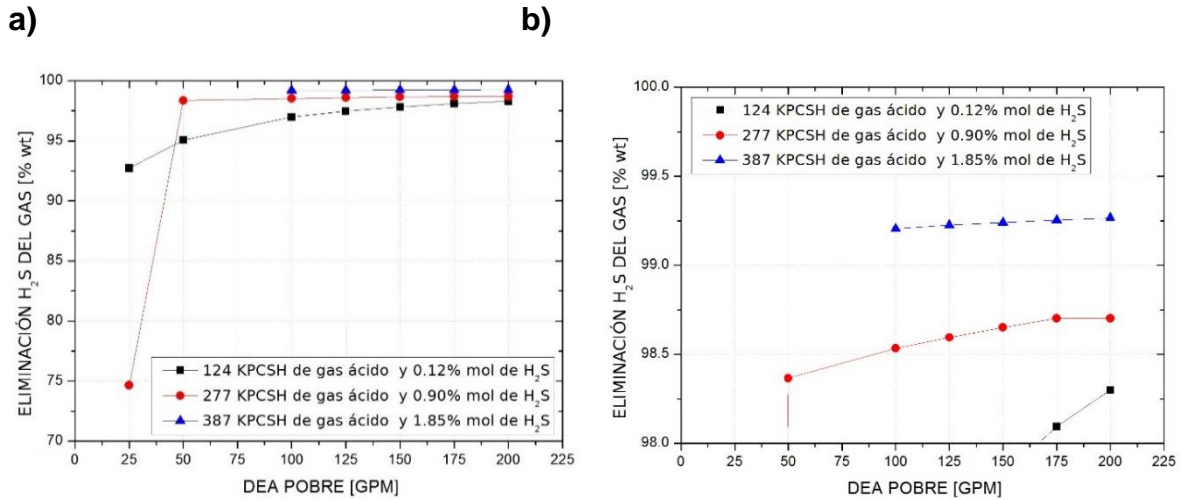 a)
b)
100
95
90
85
80
75
70
ELIMINACIÓN H₂S DEL GAS [% wt]
124 KPCSH de gas ácido y 0.12% mol de H₂S
277 KPCSH de gas ácido y 0.90% mol de H₂S
387 KPCSH de gas ácido y 1.85% mol de H₂S
0 25 50 75 100 125 150 175 200 225
DEA POBRE [GPM]
100.0
99.5
99.0
98.5
98.0
ELIMINACIÓN H₂S DEL GAS [% wt]
124 KPCSH de gas ácido y 0.12% mol de H₂S
277 KPCSH de gas ácido y 0.90% mol de H₂S
387 KPCSH de gas ácido y 1.85% mol de H₂S
0 25 50 75 100 125 150 175 200 225
DEA POBRE [GPM]